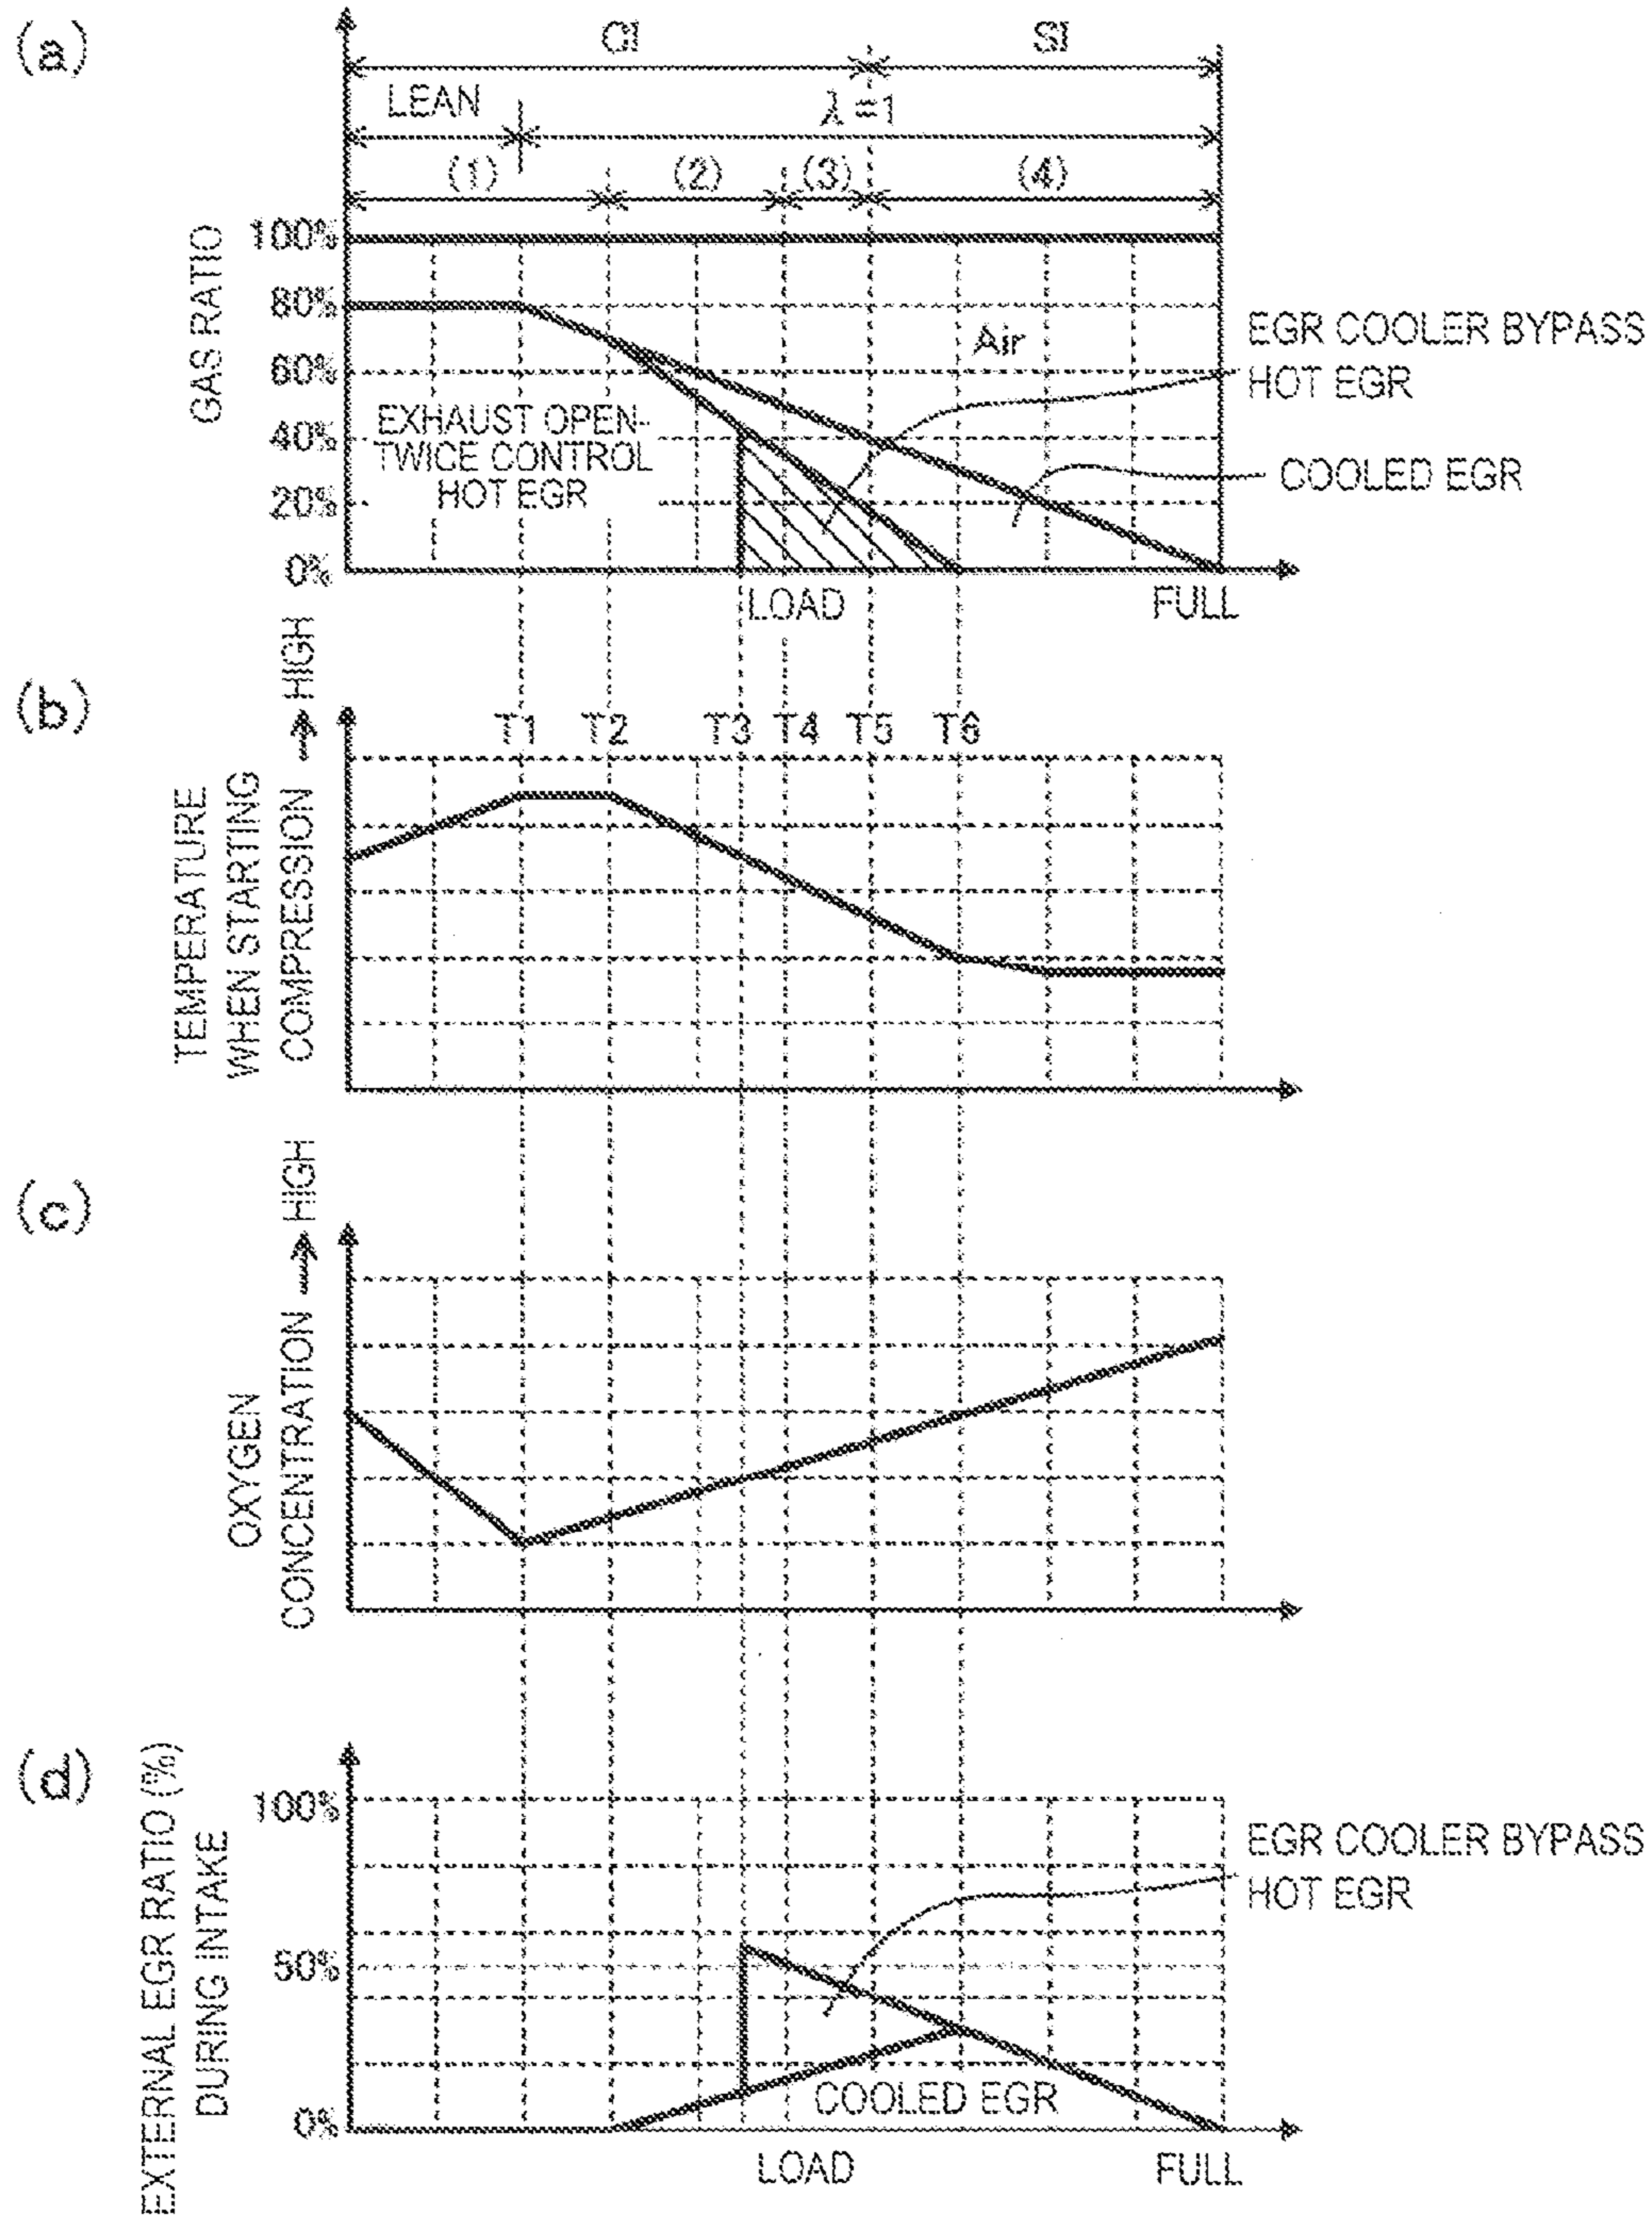 (a)
CI
SI
LEAN
λ=1
(1)
(2)
(3)
(4)
GAS RATIO
100%
80%
60%
40%
20%
0%
Air
EXHAUST OPEN-
TWICE CONTROL
HOT EGR
EGR COOLER BYPASS
HOT EGR
COOLED EGR
LOAD
FULL
(b)
TEMPERATURE
WHEN STARTING
COMPRESSION → HIGH
T1
T2
T3
T4
T5
T6
(c)
OXYGEN
CONCENTRATION → HIGH
(d)
EXTERNAL EGR RATIO (%)
DURING INTAKE
100%
50%
0%
EGR COOLER BYPASS
HOT EGR
COOLED EGR
LOAD
FULL